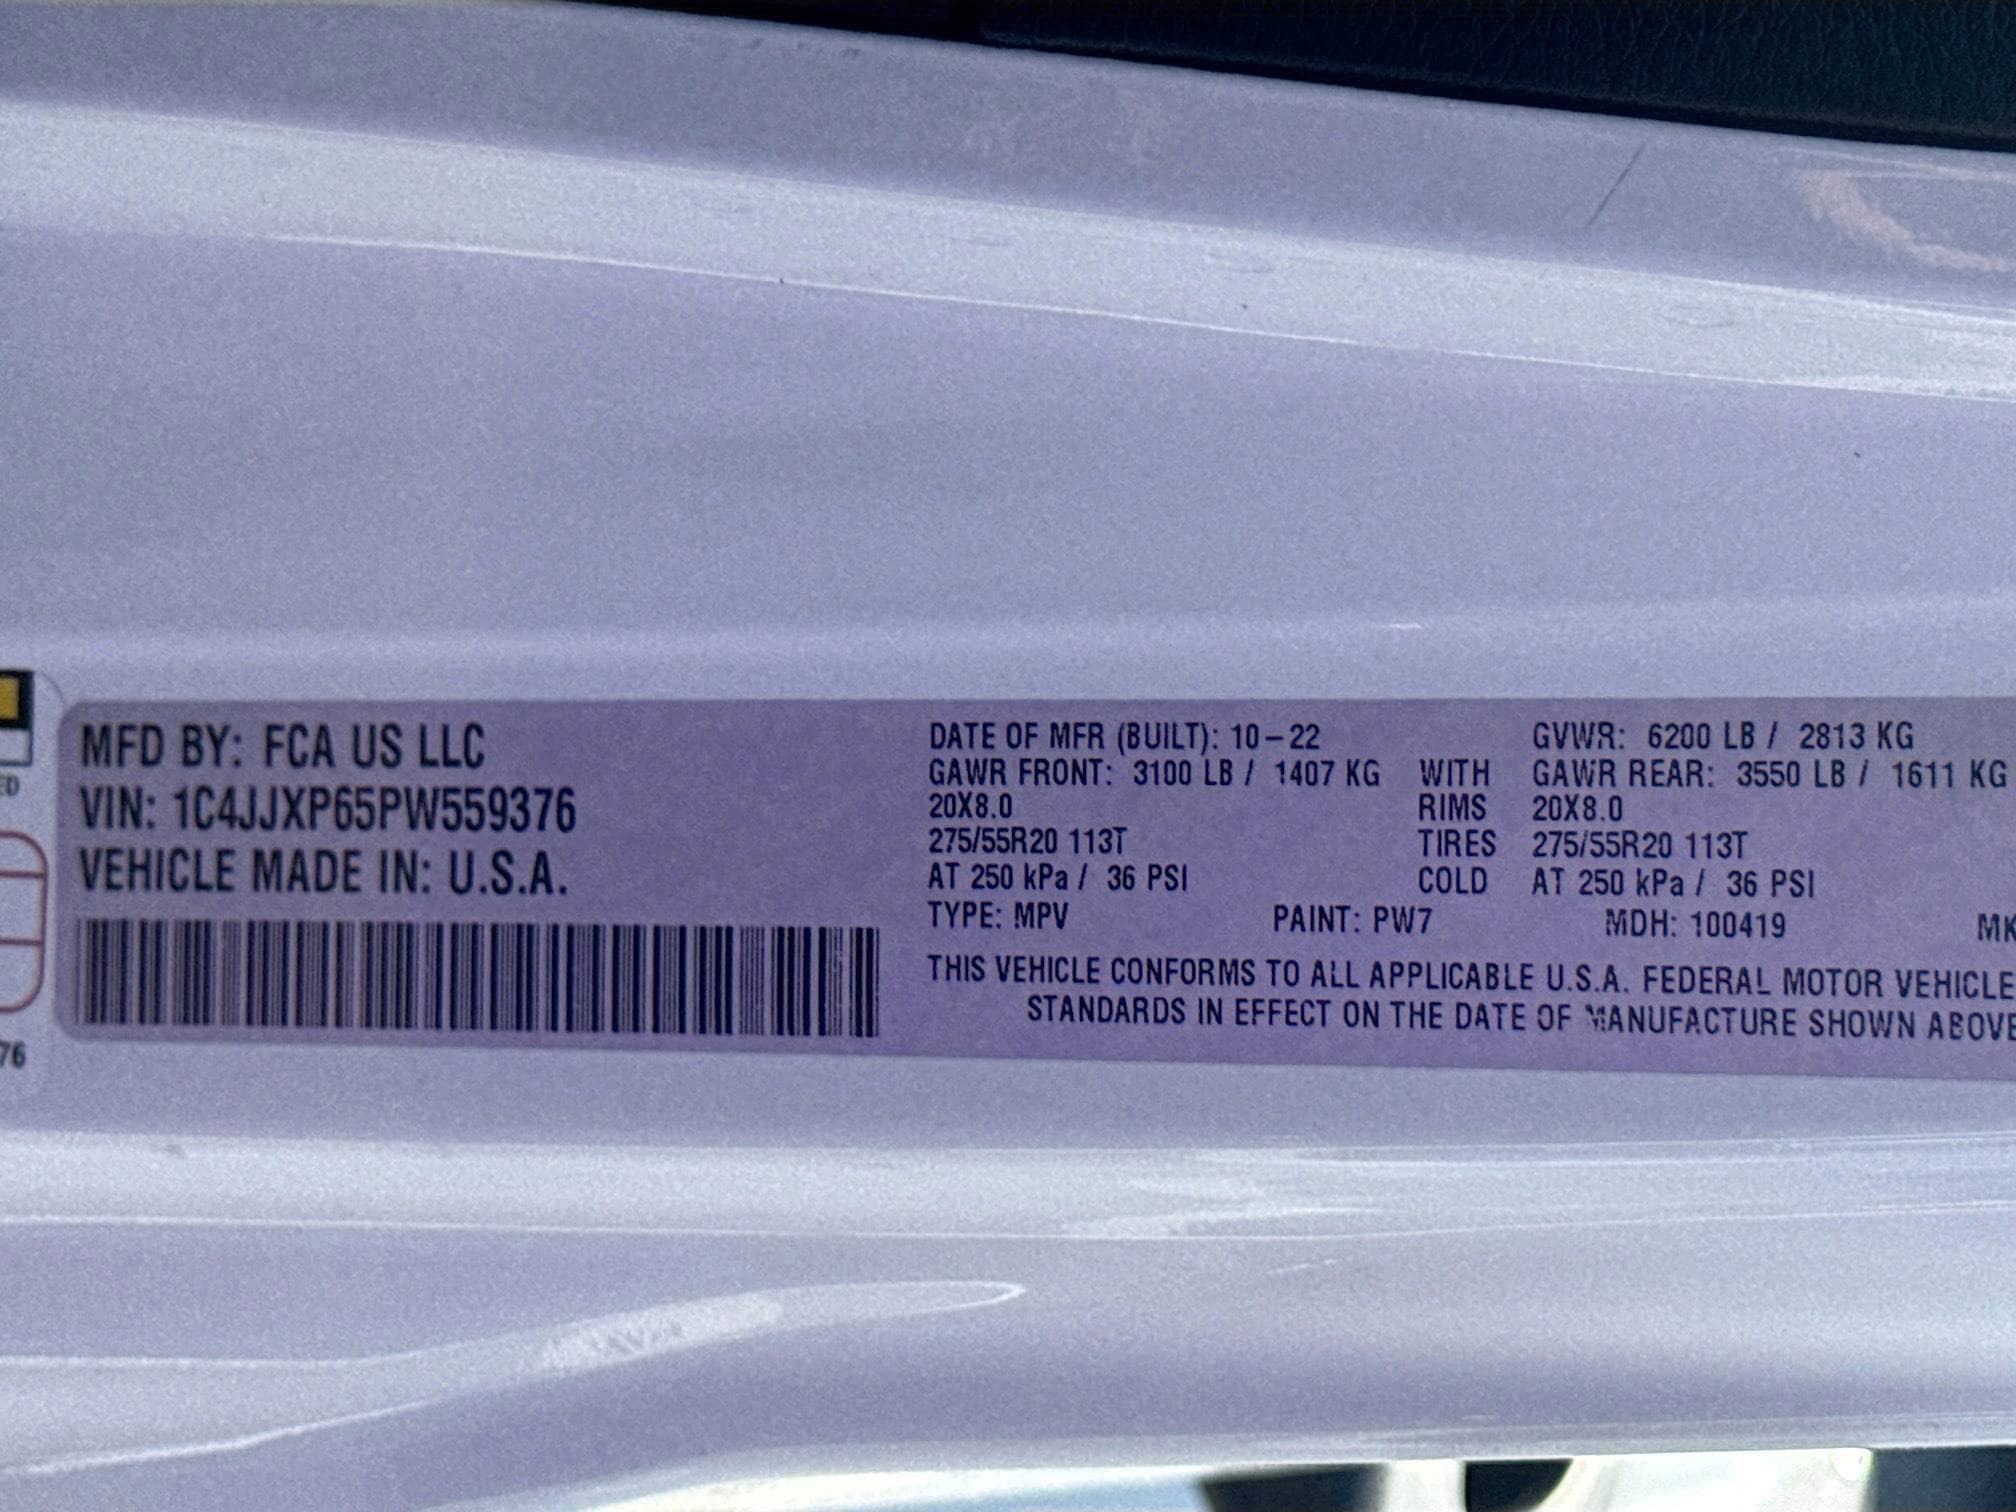 ED
76
MFD BY: FCA US LLC
VIN: 1C4JJXP65PW559376
VEHICLE MADE IN: U.S.A.
DATE OF MFR (BUILT): 10-22 GVWR: 6200 LB / 2813 KG
GAWR FRONT: 3100 LB / 1407 KG WITH GAWR REAR: 3550 LB / 1611 KG
20X8.0 RIMS 20X8.0
275/55R20 113T TIRES 275/55R20 113T
AT 250 kPa / 36 PSI COLD AT 250 kPa / 36 PSI
TYPE: MPV PAINT: PW7 MDH: 100419 MK
THIS VEHICLE CONFORMS TO ALL APPLICABLE U.S.A. FEDERAL MOTOR VEHICLE
STANDARDS IN EFFECT ON THE DATE OF MANUFACTURE SHOWN ABOVE